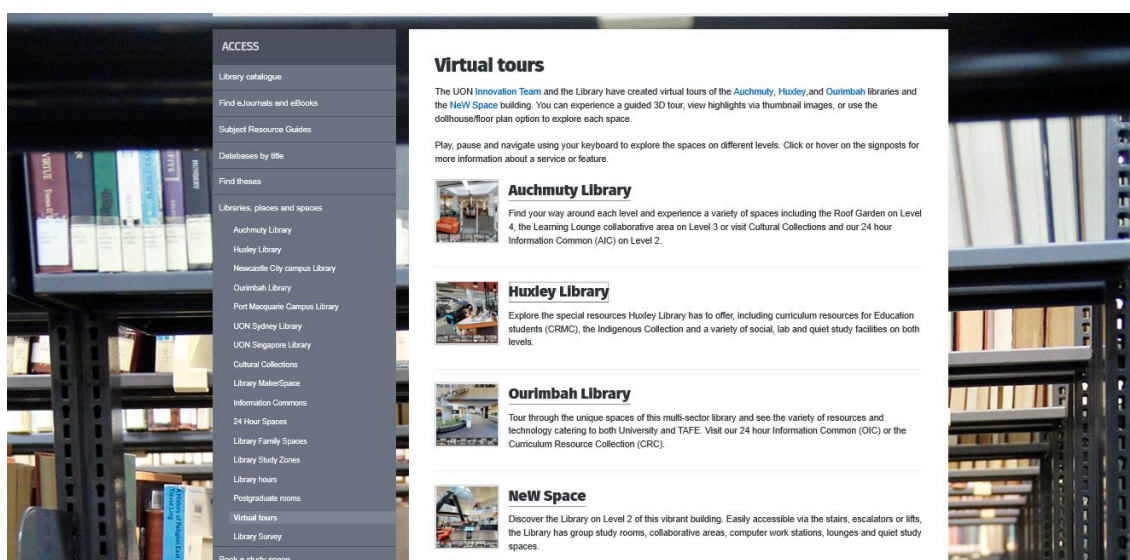 ACCESS
Library catalogue
Find eJournals and eBooks
Subject Resource Guides
Databases by title
Find theses
Libraries, places and spaces
Auchmuty Library
Huxley Library
Newcastle City campus Library
Ourimbah Library
Port Macquarie Campus Library
UON Sydney Library
UON Singapore Library
Cultural Collections
Library MakerSpace
Information Commons
24 Hour Spaces
Library Family Spaces
Library Study Zones
Library hours
Postgraduate rooms
Virtual tours
Library Survey
Book a study space
Virtual tours
The UON Innovation Team and the Library have created virtual tours of the Auchmuty, Huxley,and Ourimbah libraries and
the NeW Space building. You can experience a guided 3D tour, view highlights via thumbnail images, or use the
dollhouse/floor plan option to explore each space.
Play, pause and navigate using your keyboard to explore the spaces on different levels. Click or hover on the signposts for
more information about a service or feature.
Auchmuty Library
Find your way around each level and experience a variety of spaces including the Roof Garden on Level
4, the Learning Lounge collaborative area on Level 3 or visit Cultural Collections and our 24 hour
Information Common (AIC) on Level 2.
Huxley Library
Explore the special resources Huxley Library has to offer, including curriculum resources for Education
students (CRMC), the Indigenous Collection and a variety of social, lab and quiet study facilities on both
levels.
Ourimbah Library
Tour through the unique spaces of this multi-sector library and see the variety of resources and
technology catering to both University and TAFE. Visit our 24 hour Information Common (OIC) or the
Curriculum Resource Collection (CRC).
NeW Space
Discover the Library on Level 2 of this vibrant building. Easily accessible via the stairs, escalators or lifts,
the Library has group study rooms, collaborative areas, computer work stations, lounges and quiet study
spaces.
VIRTUE
HUNGRY
A History of Religion East
Trevor Ling